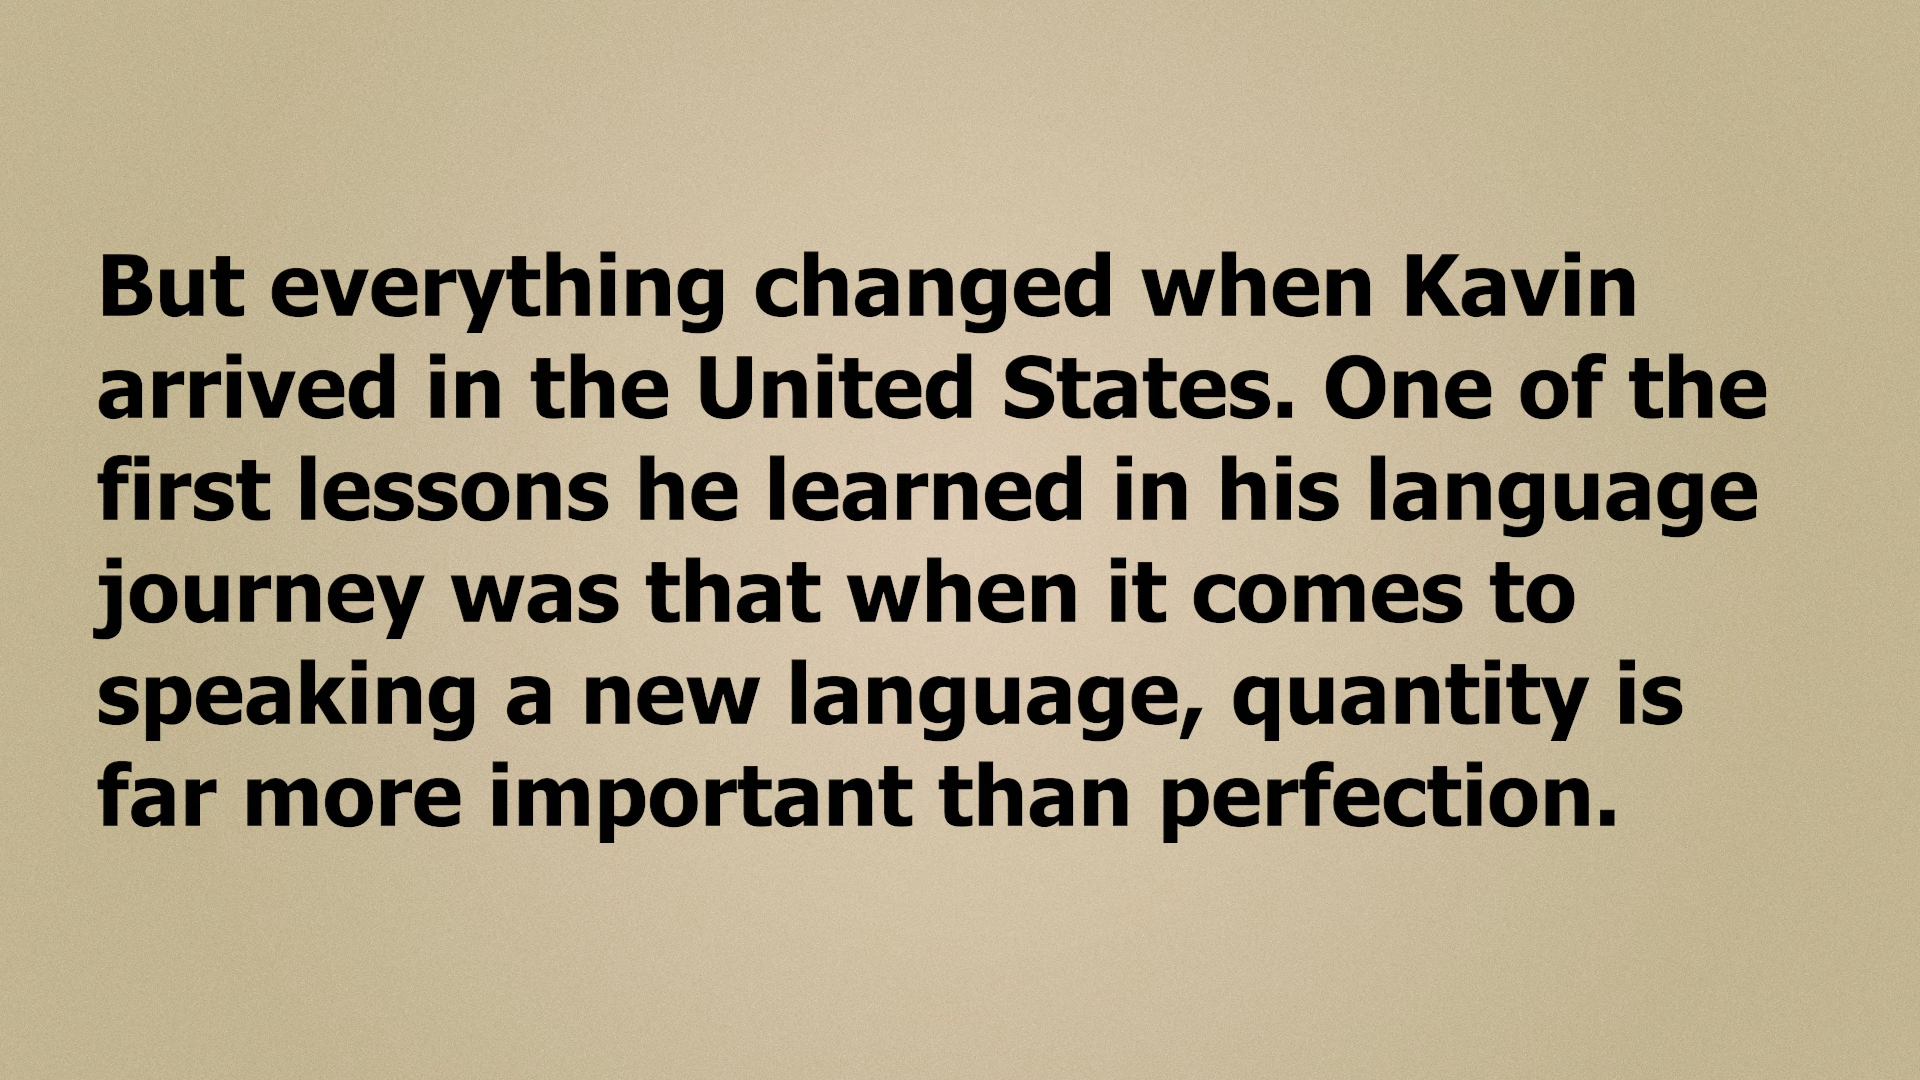 But everything changed when Kavin
arrived in the United States. One of the
first lessons he learned in his language
journey was that when it comes to
speaking a new language, quantity is
far more important than perfection.